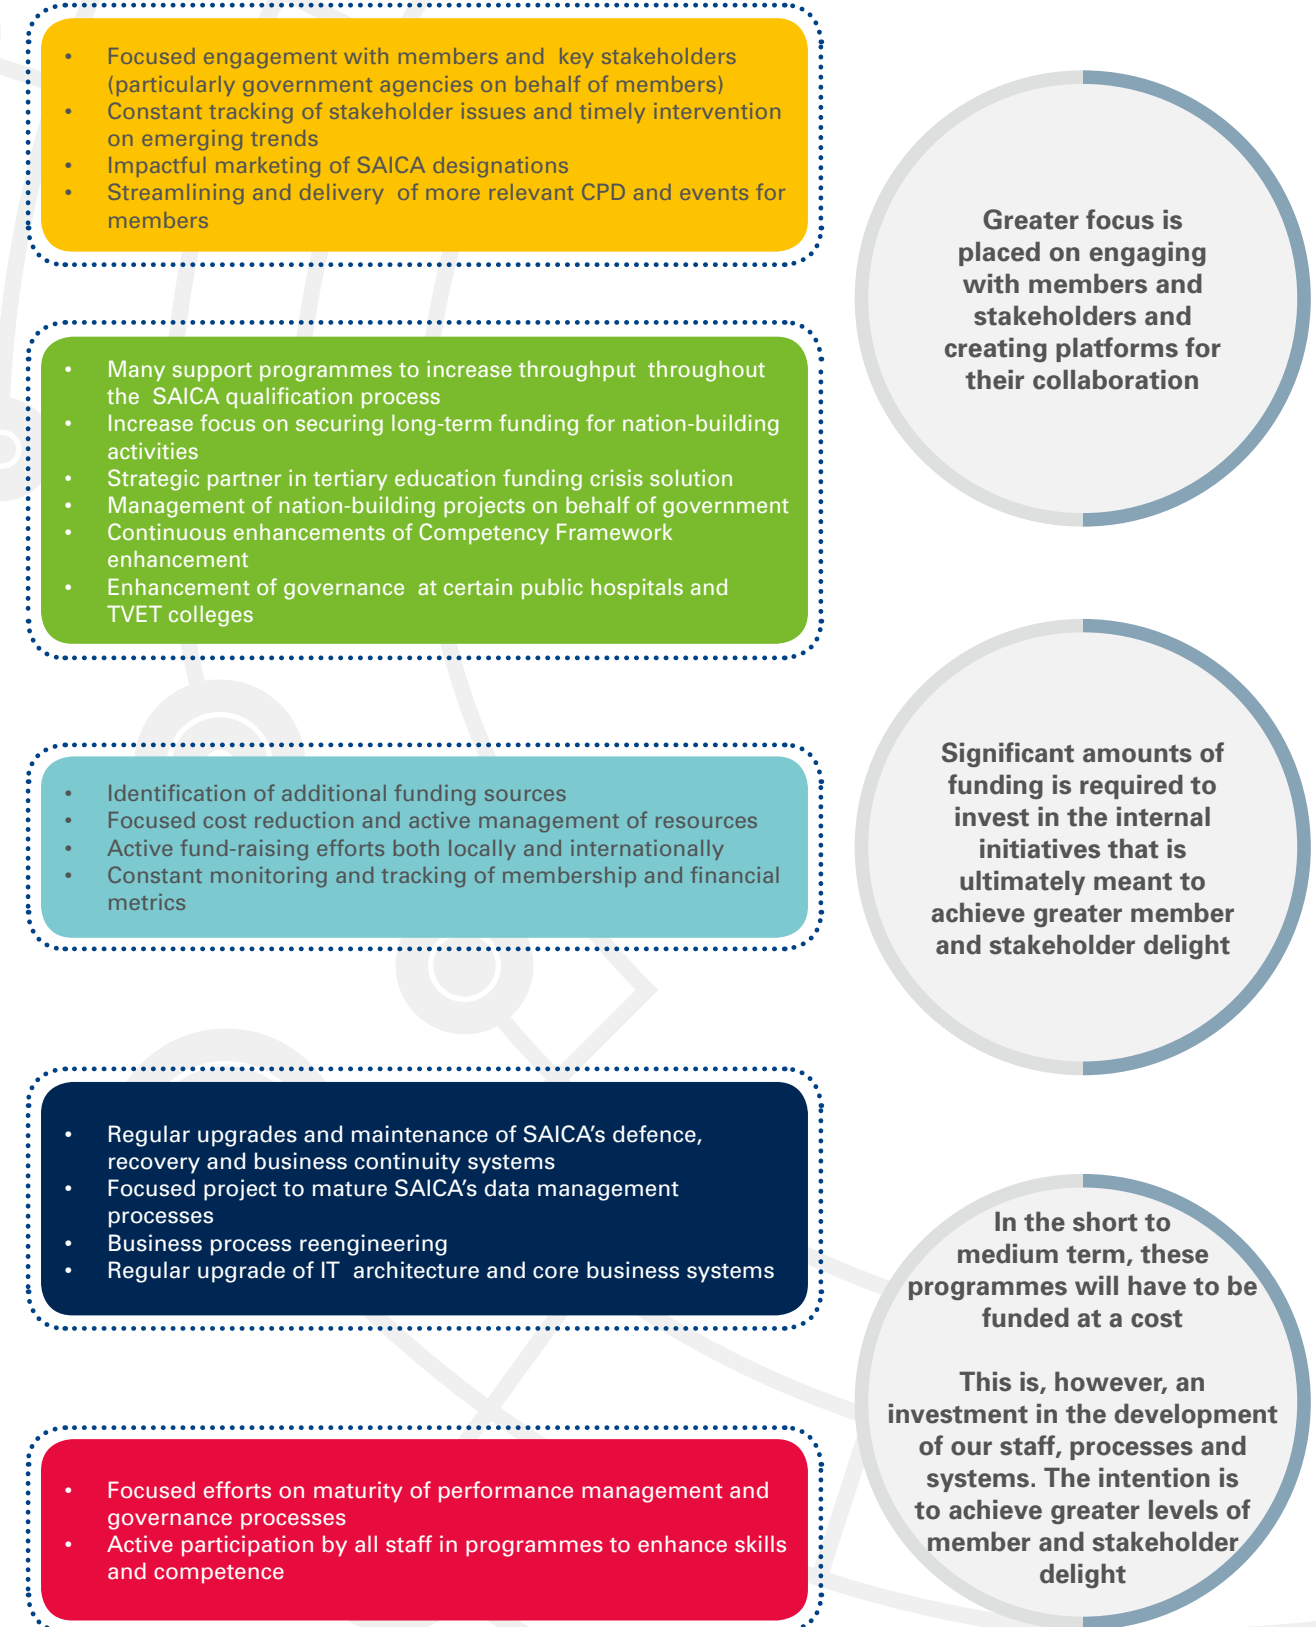 • Focused engagement with members and key stakeholders
(particularly government agencies on behalf of members)
• Constant tracking of stakeholder issues and timely intervention
on emerging trends
• Impactful marketing of SAICA designations
• Streamlining and delivery of more relevant CPD and events for
members
Greater focus is
placed on engaging
with members and
stakeholders and
creating platforms for
their collaboration
• Many support programmes to increase throughput throughout
the SAICA qualification process
• Increase focus on securing long-term funding for nation-building
activities
• Strategic partner in tertiary education funding crisis solution
• Management of nation-building projects on behalf of government
• Continuous enhancements of Competency Framework
enhancement
• Enhancement of governance at certain public hospitals and
TVET colleges
• Identification of additional funding sources
• Focused cost reduction and active management of resources
• Active fund-raising efforts both locally and internationally
• Constant monitoring and tracking of membership and financial
metrics
Significant amounts of
funding is required to
invest in the internal
initiatives that is
ultimately meant to
achieve greater member
and stakeholder delight
• Regular upgrades and maintenance of SAICA’s defence,
recovery and business continuity systems
• Focused project to mature SAICA’s data management
processes
• Business process reengineering
• Regular upgrade of IT architecture and core business systems
• Focused efforts on maturity of performance management and
governance processes
• Active participation by all staff in programmes to enhance skills
and competence
In the short to
medium term, these
programmes will have to be
funded at a cost
This is, however, an
investment in the development
of our staff, processes and
systems. The intention is
to achieve greater levels of
member and stakeholder
delight